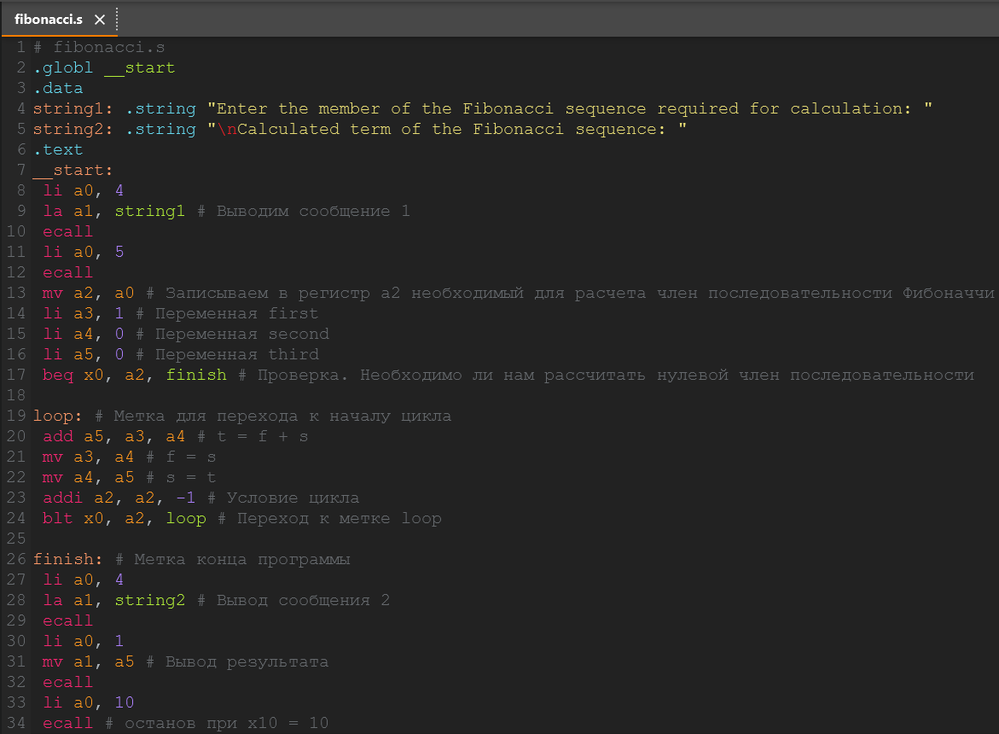 fibonacci.s ×
1 # fibonacci.s
2 .globl __start
3 .data
4 string1: .string "Enter the member of the Fibonacci sequence required for calculation: "
5 string2: .string "\nCalculated term of the Fibonacci sequence: "
6 .text
7 __start:
8 li a0, 4
9 la a1, string1 # Выводим сообщение 1
10 ecall
11 li a0, 5
12 ecall
13 mv a2, a0 # Записываем в регистр a2 необходимый для расчета член последовательности Фибоначчи
14 li a3, 1 # Переменная first
15 li a4, 0 # Переменная second
16 li a5, 0 # Переменная third
17 beq x0, a2, finish # Проверка. Необходимо ли нам рассчитать нулевой член последовательности
18
19 loop: # Метка для перехода к началу цикла
20 add a5, a3, a4 # t = f + s
21 mv a3, a4 # f = s
22 mv a4, a5 # s = t
23 addi a2, a2, -1 # Условие цикла
24 blt x0, a2, loop # Переход к метке loop
25
26 finish: # Метка конца программы
27 li a0, 4
28 la a1, string2 # Вывод сообщения 2
29 ecall
30 li a0, 1
31 mv a1, a5 # Вывод результата
32 ecall
33 li a0, 10
34 ecall # останов при x10 = 10